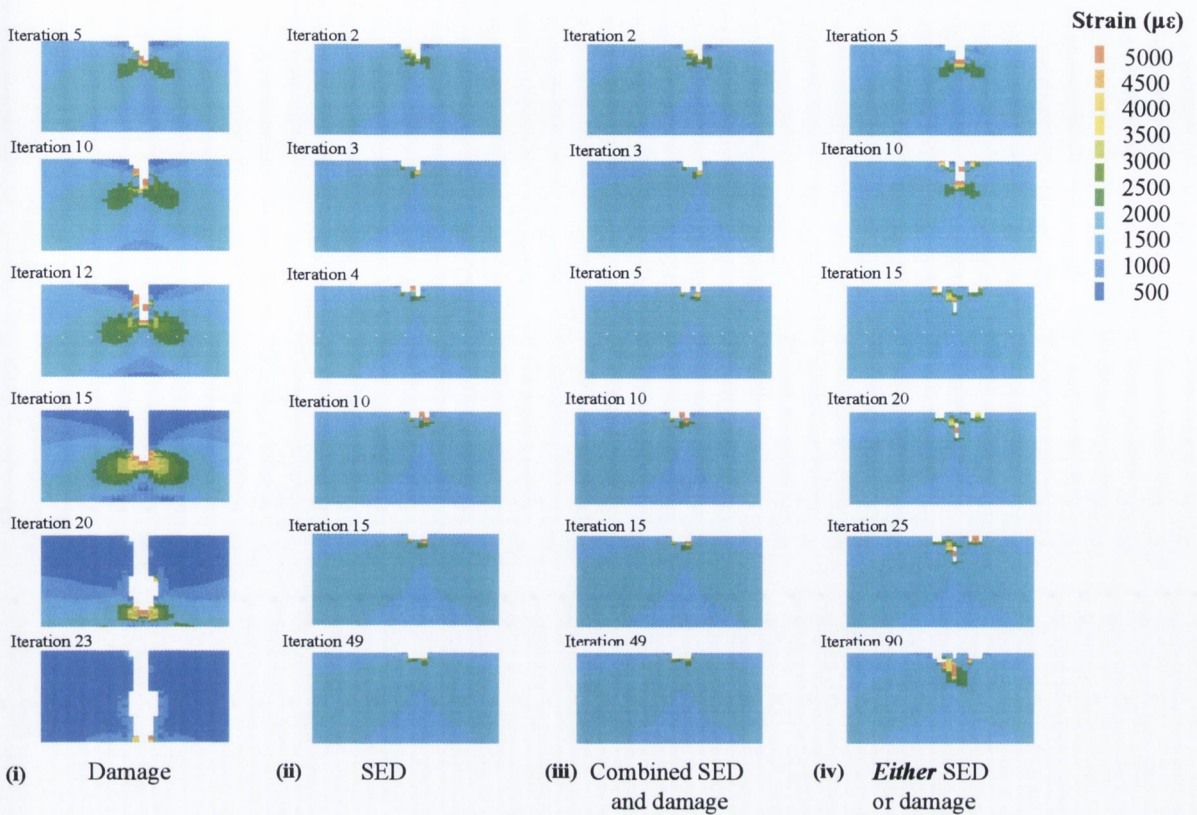 Strain (με)
5000
4500
4000
3500
3000
2500
2000
1500
1000
500
Iteration 5
Iteration 10
Iteration 12
Iteration 15
Iteration 20
Iteration 23
(i) Damage
Iteration 2
Iteration 3
Iteration 4
Iteration 10
Iteration 15
Iteration 49
(ii) SED
Iteration 2
Iteration 3
Iteration 5
Iteration 10
Iteration 15
Iteration 49
(iii) Combined SED
and damage
Iteration 5
Iteration 10
Iteration 15
Iteration 20
Iteration 25
Iteration 90
(iv) Either SED
or damage